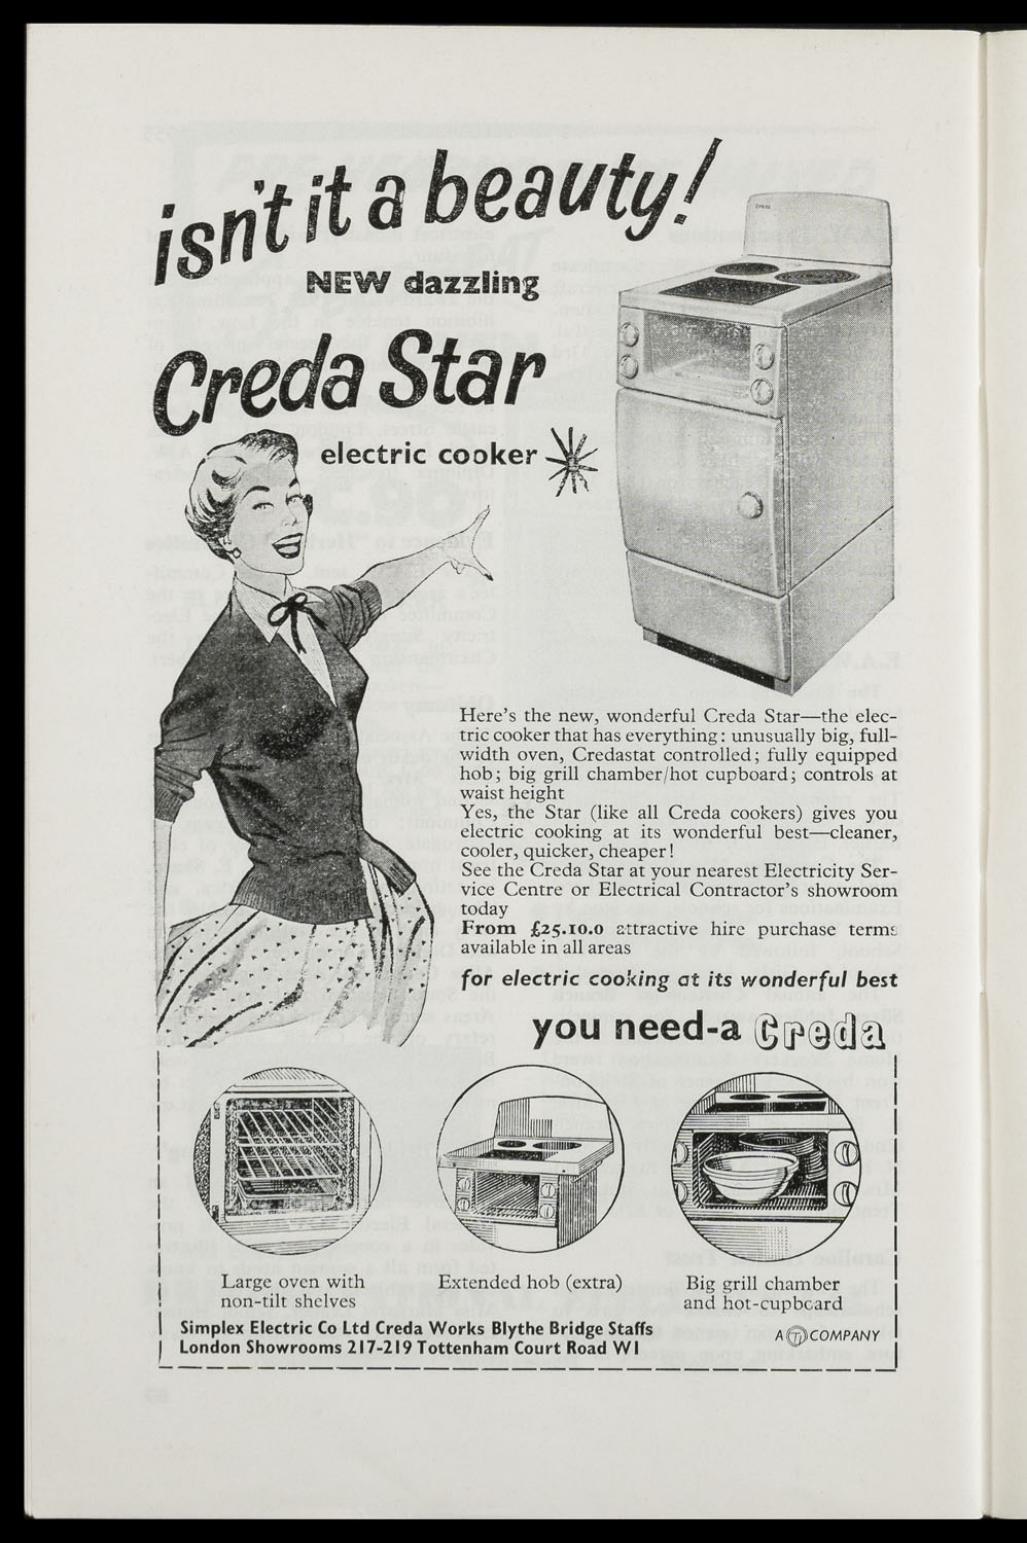 isn't it a beauty!
NEW dazzling
Creda Star
electric cooker
Here's the new, wonderful Creda Star—the elec-
tric cooker that has everything: unusually big, full-
width oven, Credastat controlled; fully equipped
hob; big grill chamber/hot cupboard; controls at
waist height
Yes, the Star (like all Creda cookers) gives you
electric cooking at its wonderful best—cleaner,
cooler, quicker, cheaper!
See the Creda Star at your nearest Electricity Ser-
vice Centre or Electrical Contractor's showroom
today
From £25.10.0 attractive hire purchase terms
available in all areas
for electric cooking at its wonderful best
you need-a Creda
Large oven with
non-tilt shelves
Extended hob (extra)
Big grill chamber
and hot-cupboard
Simplex Electric Co Ltd Creda Works Blythe Bridge Staffs
London Showrooms 217-219 Tottenham Court Road W1
A TI COMPANY